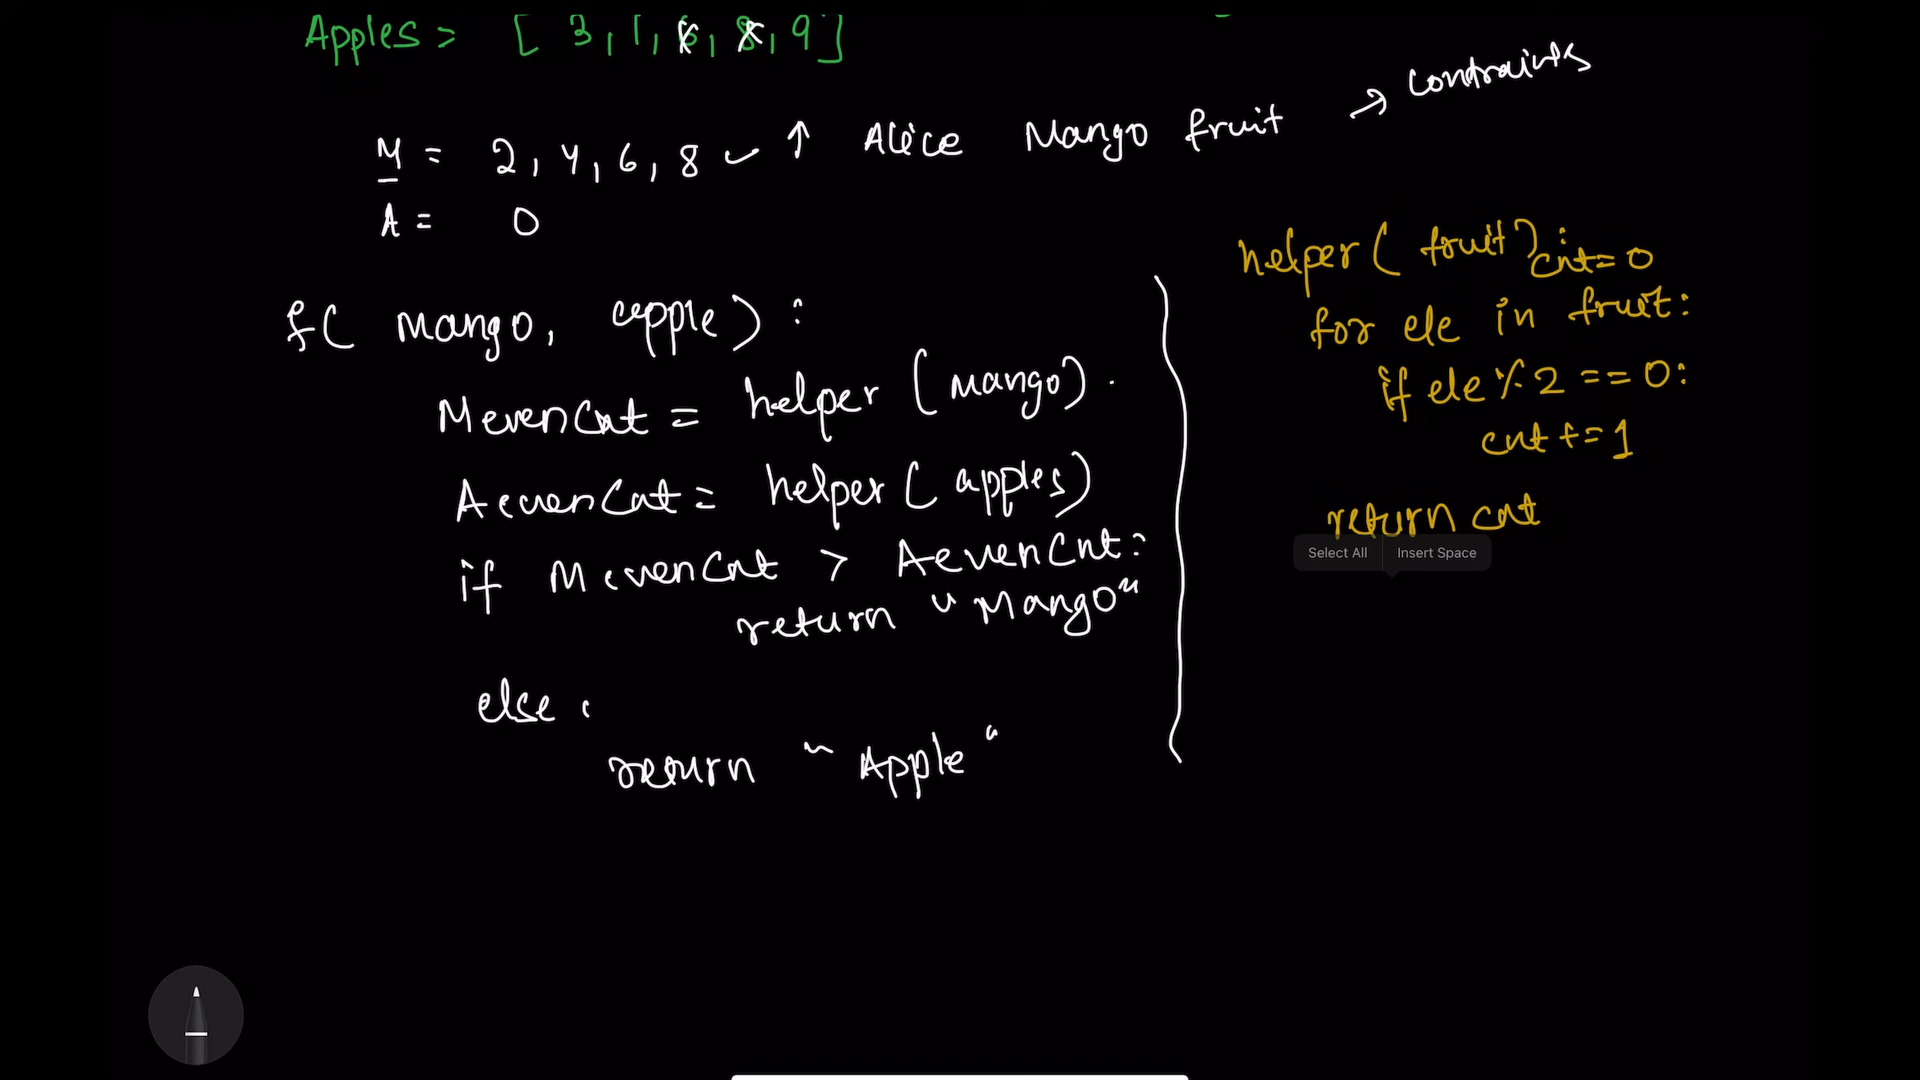 Apples = [ 3, 1, 6, 8, 9 ]
M = 2, 4, 6, 8 ✓ ↑ Alice Mango fruit → contraints
A = 0
f( mango, apple ) :
MevenCnt = helper ( mango ) .
AevenCnt = helper ( apples )
if MevenCnt > AevenCnt :
return "Mango"
else :
return "Apple"
helper ( fruit ) : cnt = 0
for ele in fruit :
if ele % 2 == 0 :
cnt += 1
return cnt
Select All Insert Space